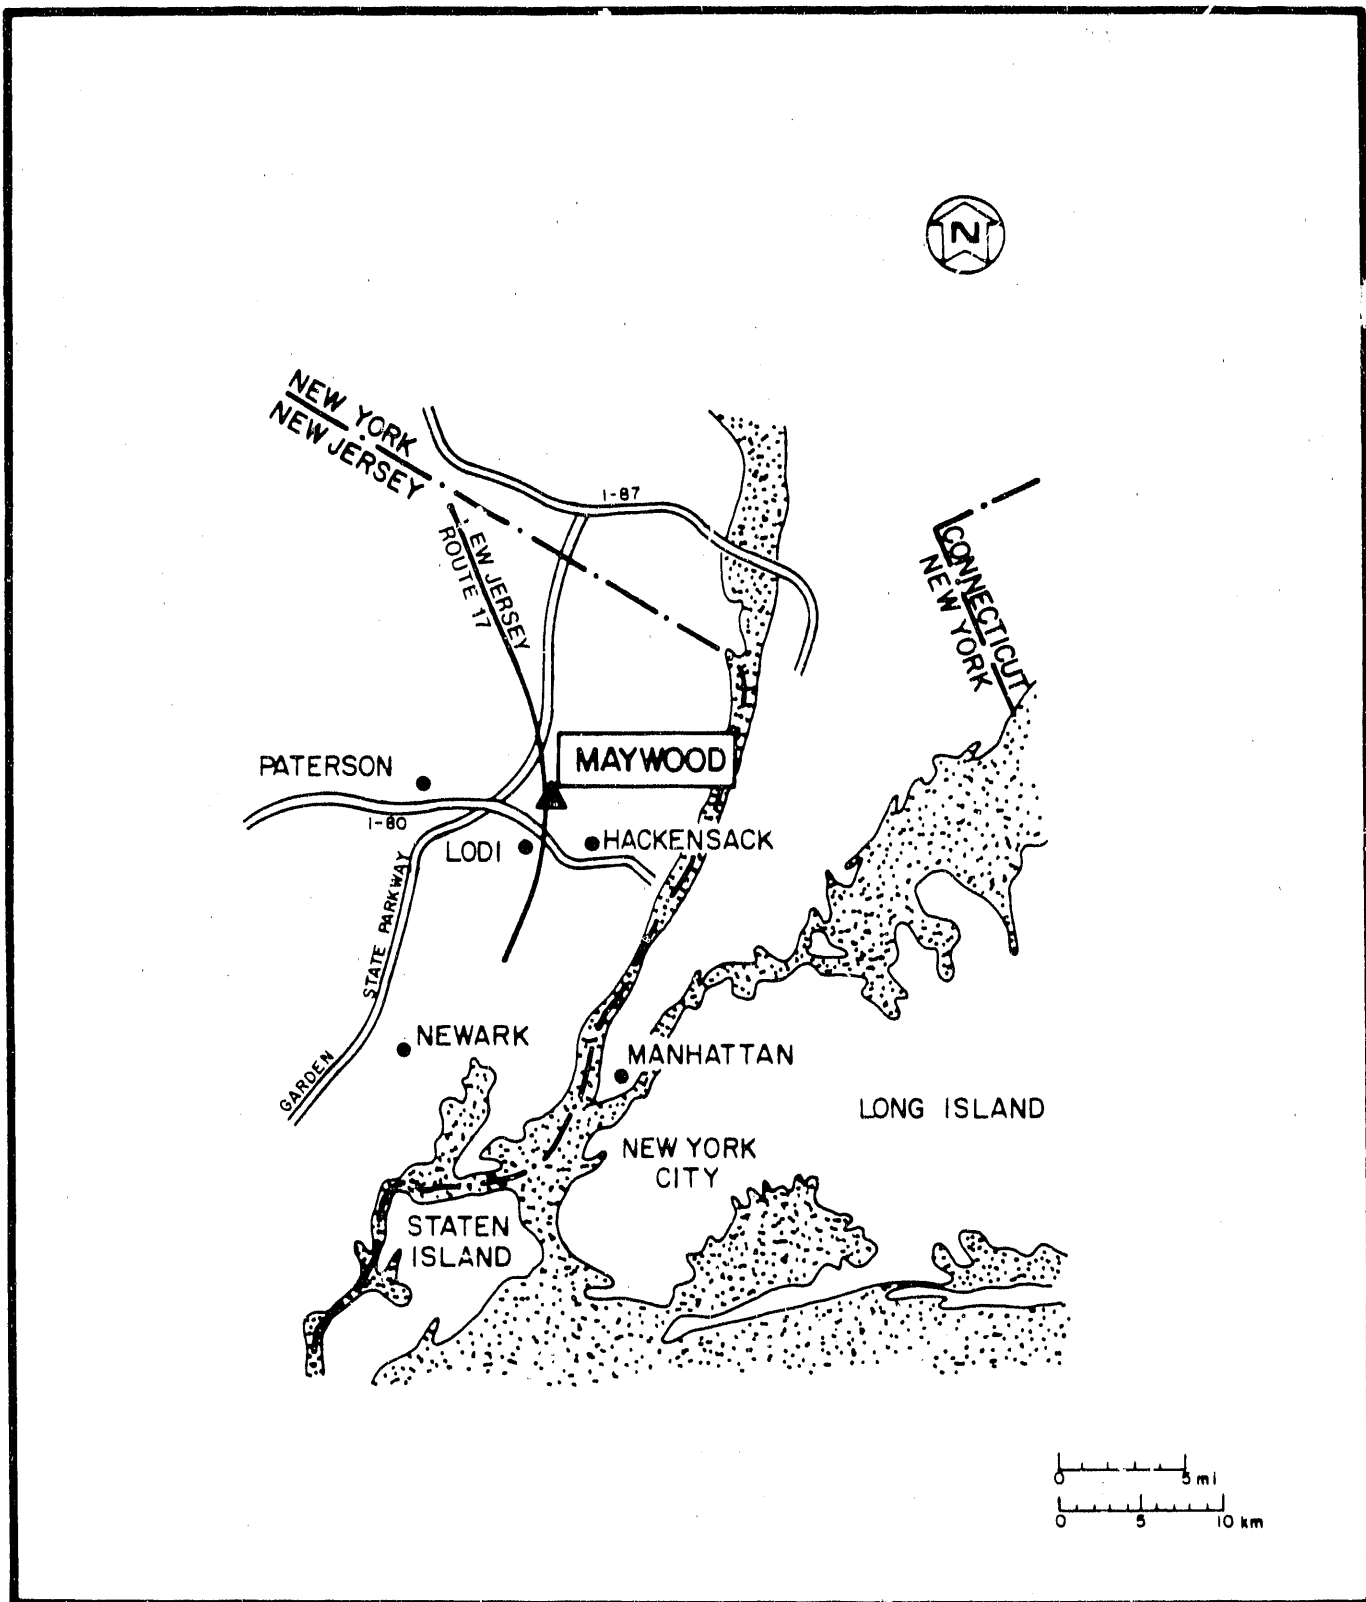 N
NEW YORK
NEW JERSEY
I-87
EW JERSEY
ROUTE 17
CONNECTICUT
NEW YORK
MAYWOOD
PATERSON
I-80
LODI
HACKENSACK
STATE PARKWAY
GARDEN
NEWARK
MANHATTAN
LONG ISLAND
NEW YORK
CITY
STATEN
ISLAND
0 5 mi
0 5 10 km